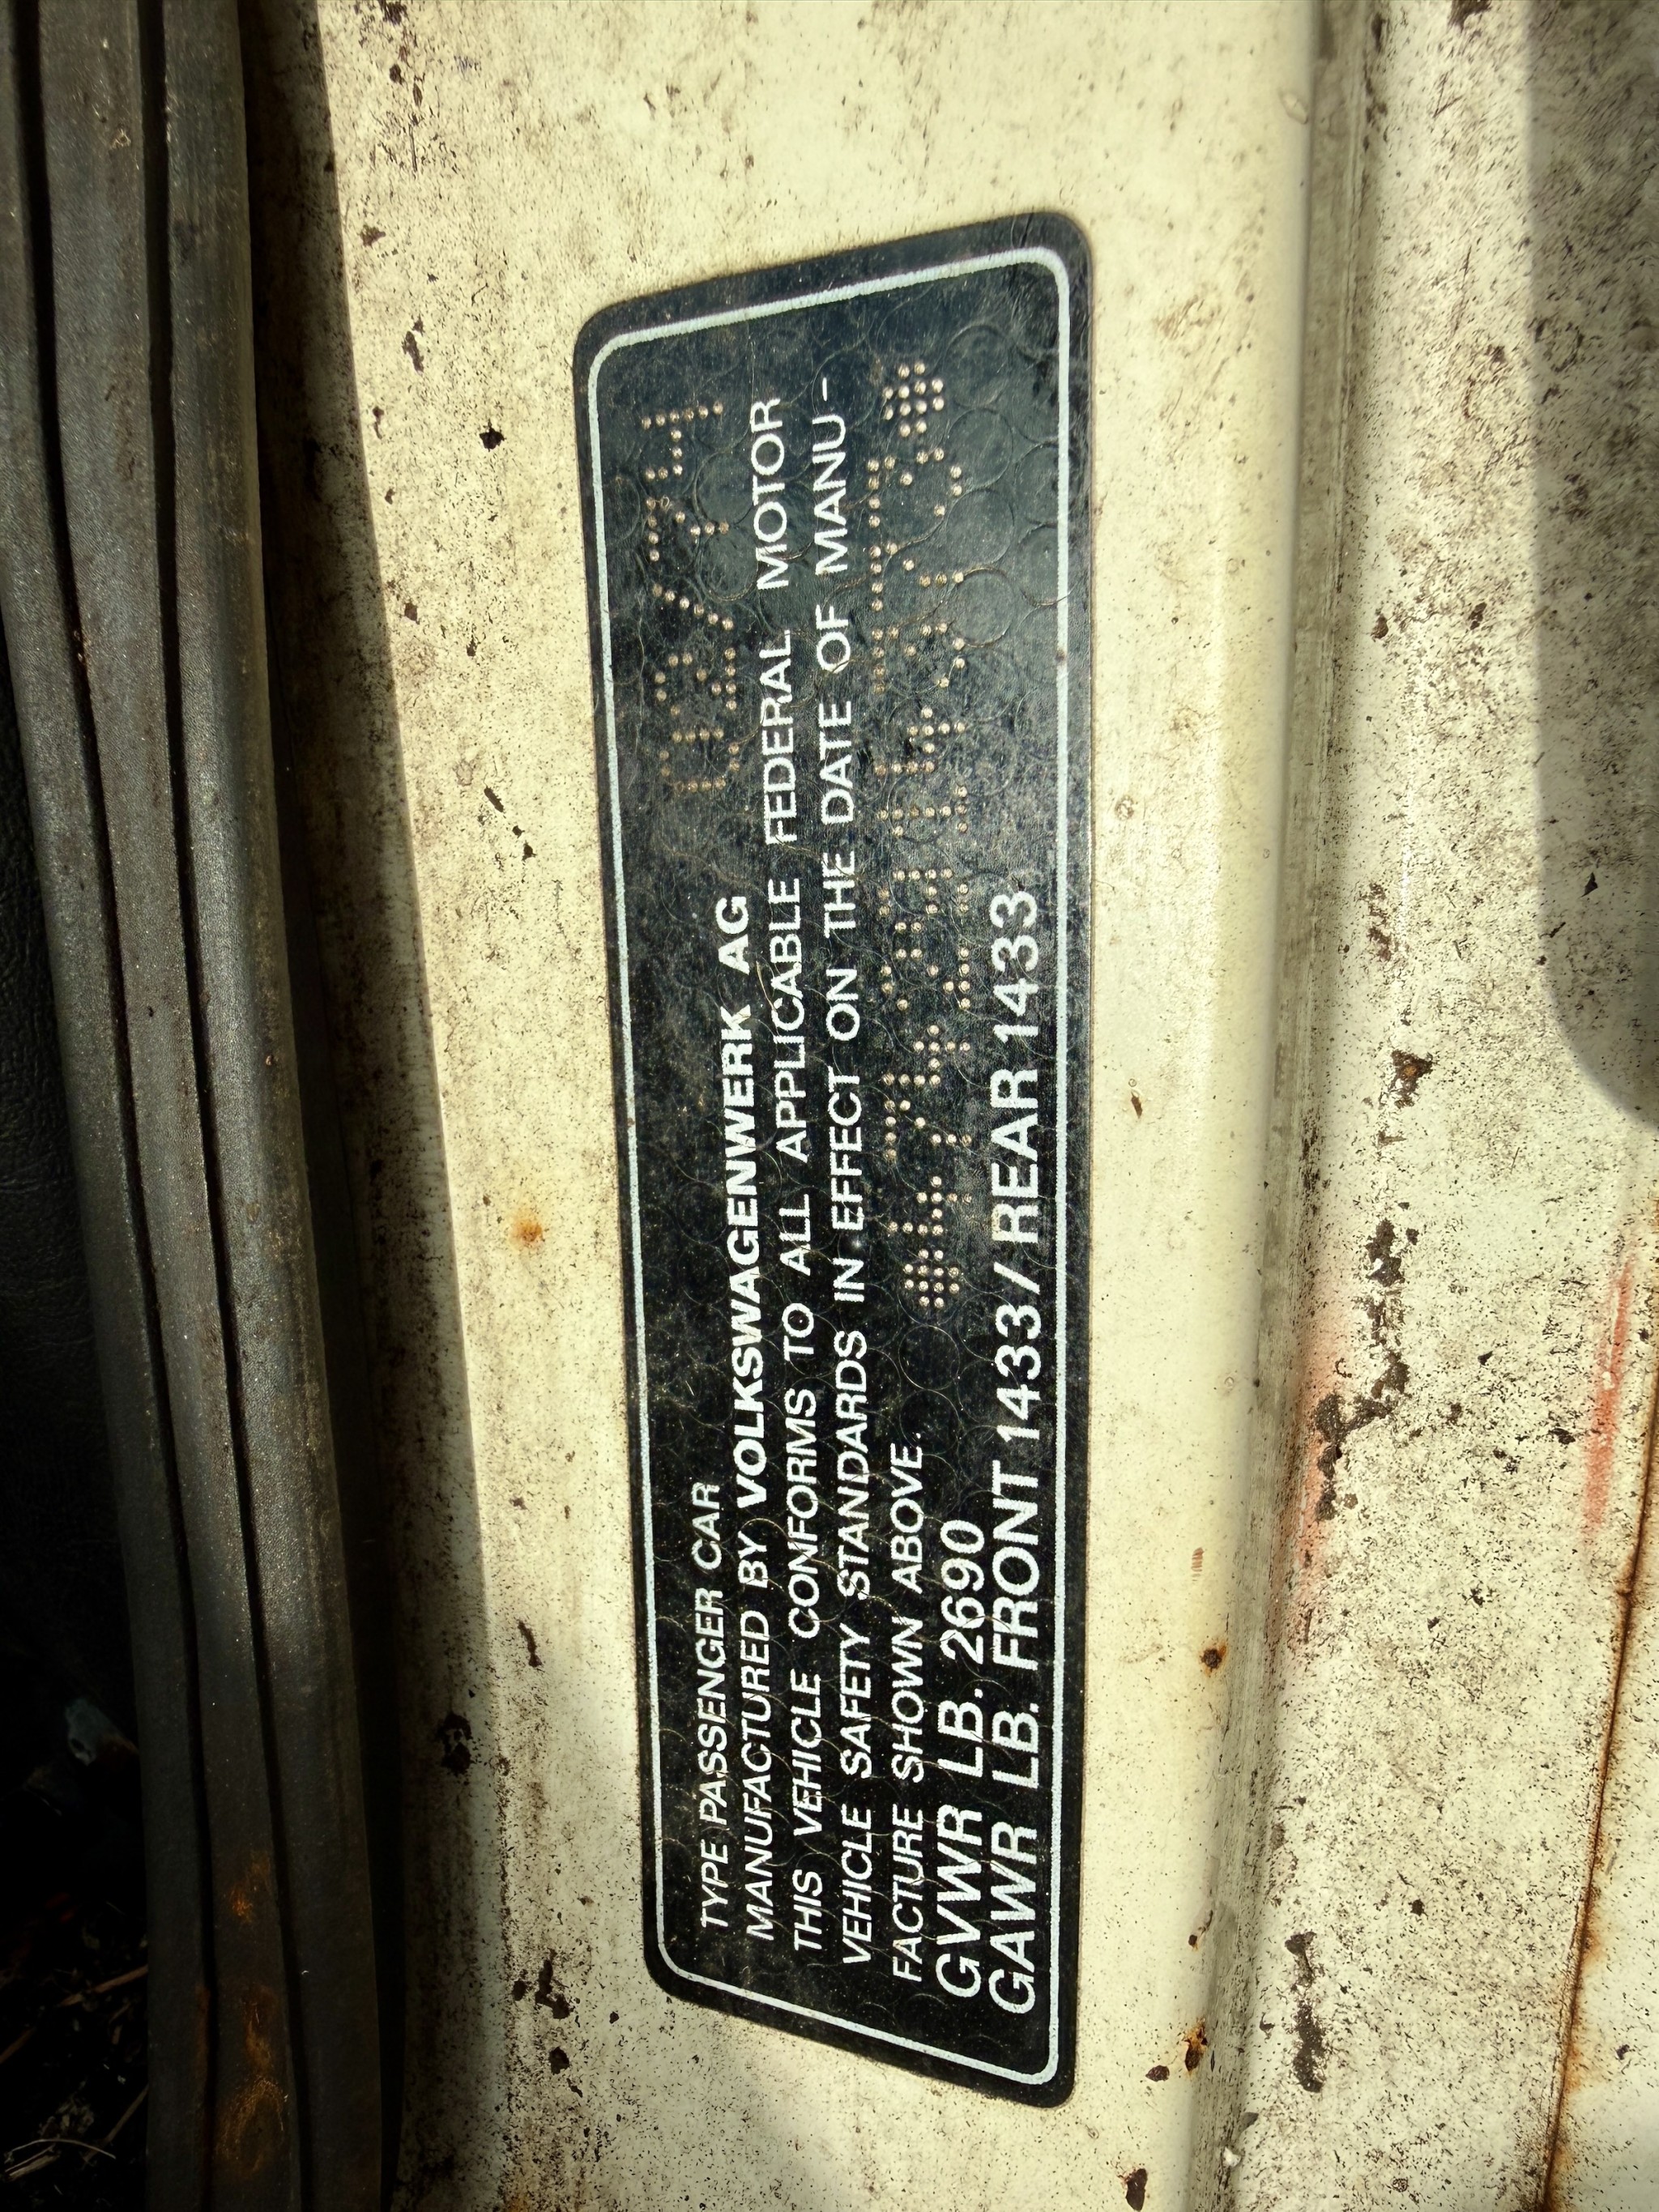 TYPE PASSENGER CAR
MANUFACTURED BY VOLKSWAGENWERK AG
THIS VEHICLE CONFORMS TO ALL APPLICABLE FEDERAL MOTOR
VEHICLE SAFETY STANDARDS IN EFFECT ON THE DATE OF MANU-
FACTURE SHOWN ABOVE.
GVWR LB. 2690
GAWR LB. FRONT 1433 / REAR 1433